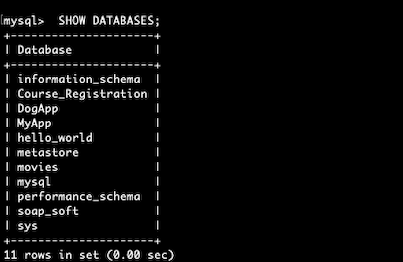 mysql>  SHOW DATABASES;
+----------------------+
| Database             |
+----------------------+
| information_schema   |
| Course_Registration  |
| DogApp               |
| MyApp                |
| hello_world          |
| metastore            |
| movies               |
| mysql                |
| performance_schema   |
| soap_soft            |
| sys                  |
+----------------------+
11 rows in set (0.00 sec)